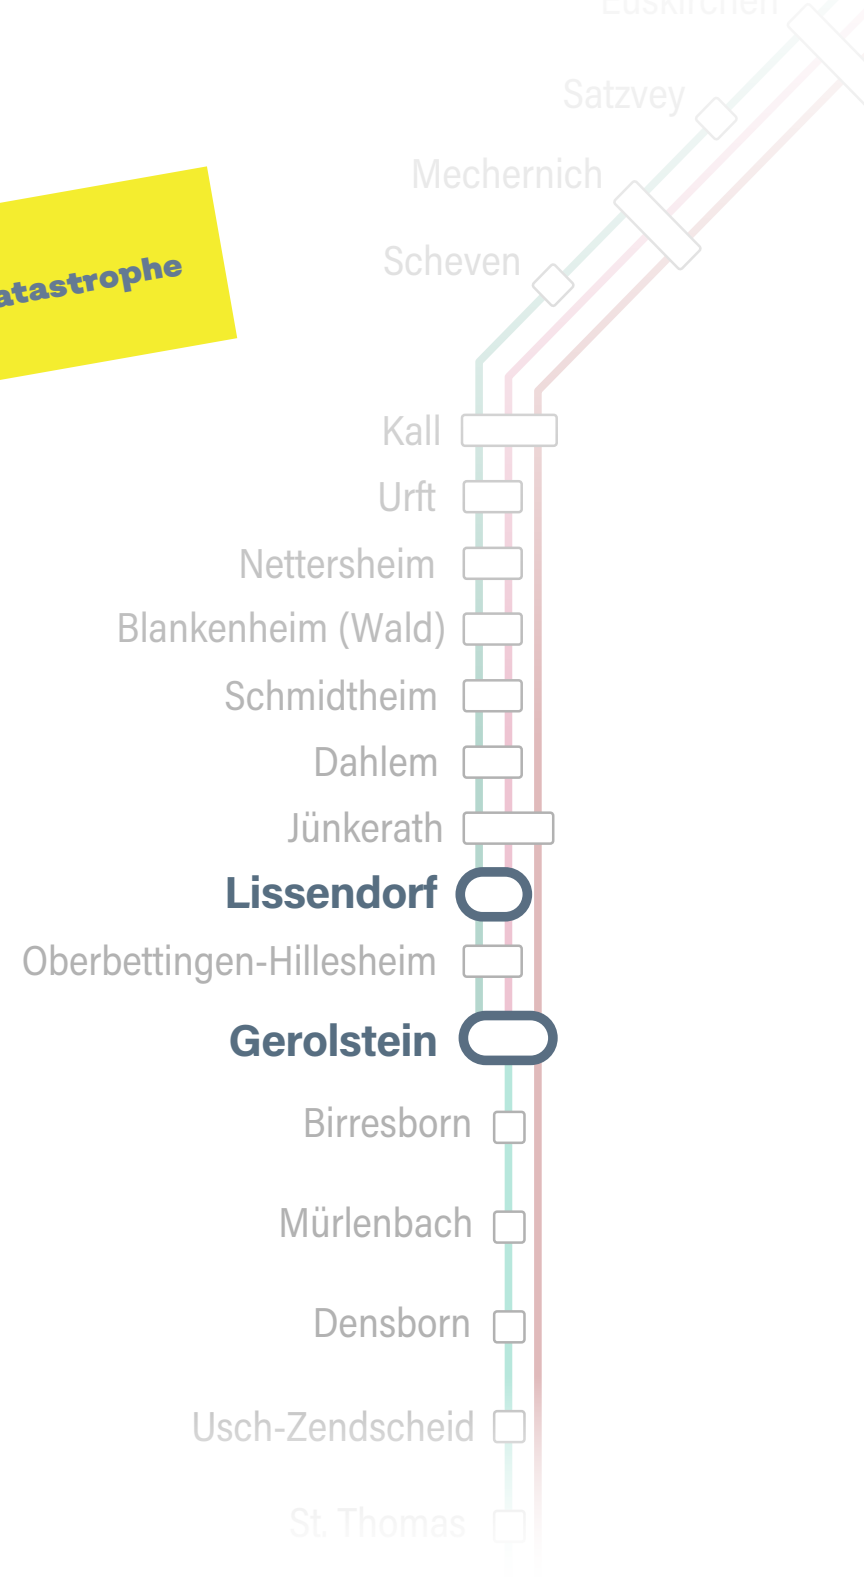 Euskirchen
Satzvey
Mechernich
Scheven
atastrophe
Kall
Urft
Nettersheim
Blankenheim (Wald)
Schmidtheim
Dahlem
Jünkerath
Lissendorf
Oberbettingen-Hillesheim
Gerolstein
Birresborn
Mürlenbach
Densborn
Usch-Zendscheid
St. Thomas